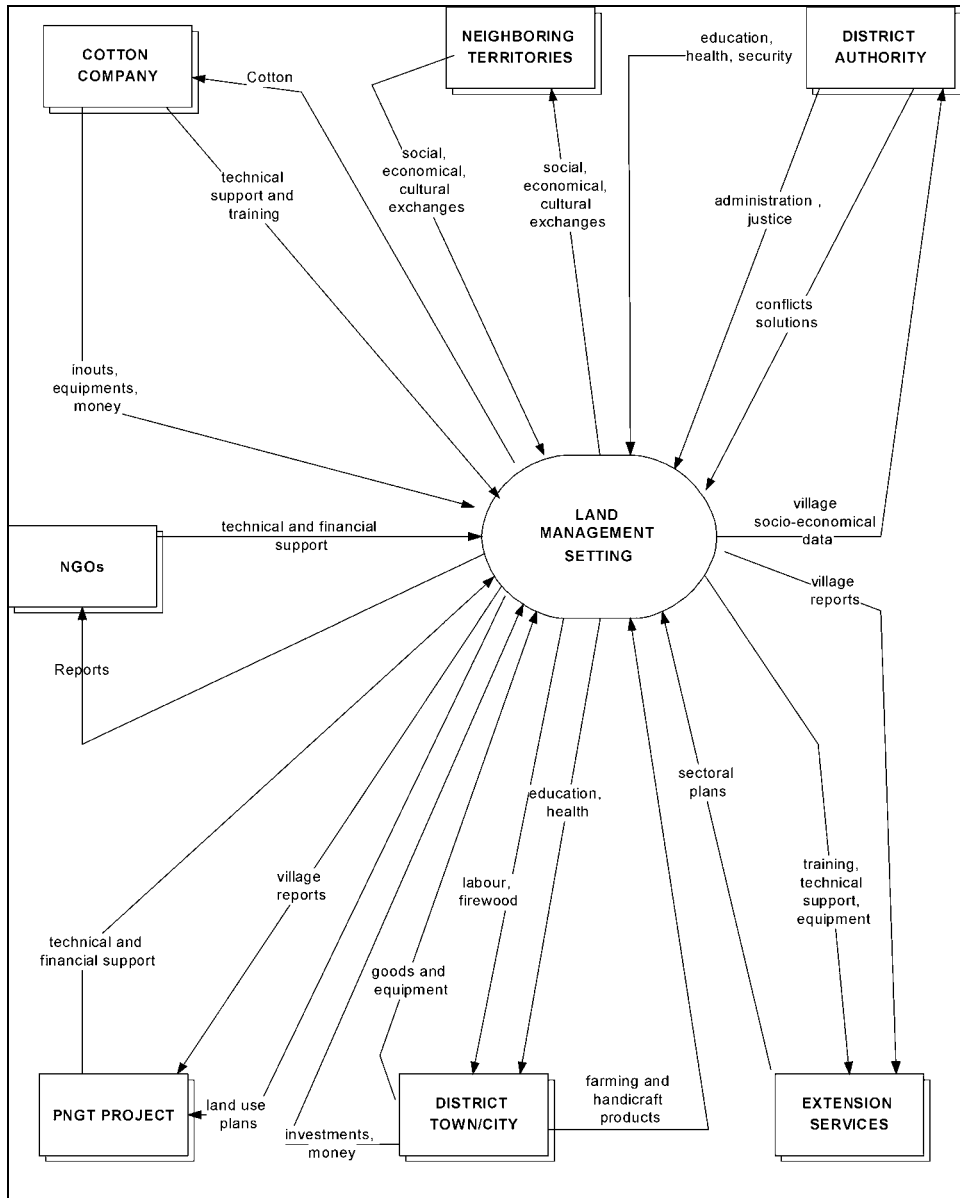 COTTON
COMPANY
NEIGHBORING
TERRITORIES
DISTRICT
AUTHORITY
education,
health, security
Cotton
technical
support and
training
social,
economical,
cultural
exchanges
social,
economical,
cultural
exchanges
administration ,
justice
conflicts
solutions
inouts,
equipments,
money
LAND
MANAGEMENT
SETTING
village
socio-economical
data
technical and financial
support
NGOs
village
reports
Reports
sectoral
plans
education,
health
training,
technical
support,
equipment
village
reports
labour,
firewood
technical and
financial support
goods and
equipment
PNGT PROJECT
land use
plans
investments,
money
DISTRICT
TOWN/CITY
farming and
handicraft
products
EXTENSION
SERVICES